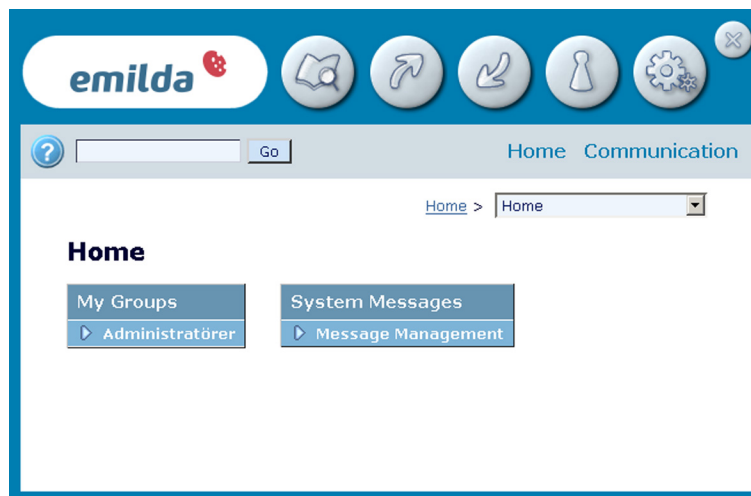 emilda
?
Go
Home Communication
Home > Home
Home
My Groups
Administratörer
System Messages
Message Management